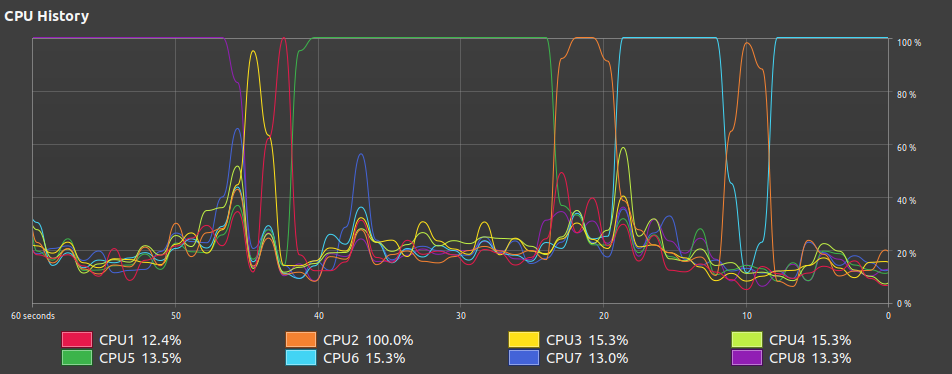 CPU History
100 %
80 %
60 %
40 %
20 %
0 %
60 seconds 50 40 30 20 10 0
CPU1 12.4% CPU2 100.0% CPU3 15.3% CPU4 15.3%
CPU5 13.5% CPU6 15.3% CPU7 13.0% CPU8 13.3%